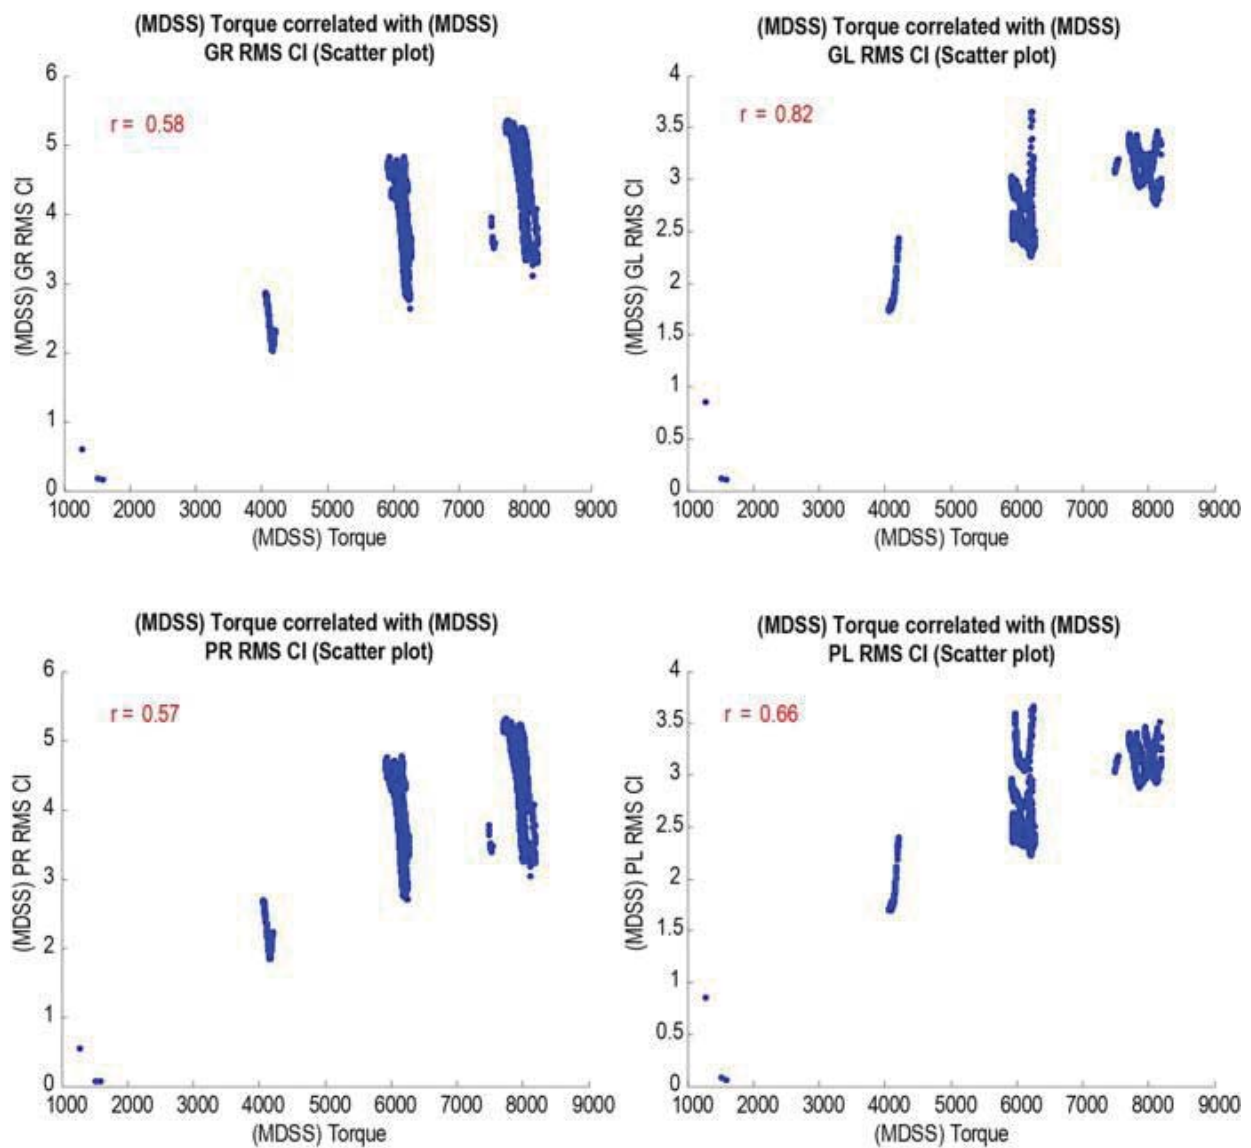 (MDSS) Torque correlated with (MDSS)
GR RMS CI (Scatter plot)
r = 0.58
(MDSS) GR RMS CI
6
5
4
3
2
1
0
1000 2000 3000 4000 5000 6000 7000 8000 9000
(MDSS) Torque
(MDSS) Torque correlated with (MDSS)
GL RMS CI (Scatter plot)
r = 0.82
(MDSS) GL RMS CI
4
3.5
3
2.5
2
1.5
1
0.5
0
1000 2000 3000 4000 5000 6000 7000 8000 9000
(MDSS) Torque
(MDSS) Torque correlated with (MDSS)
PR RMS CI (Scatter plot)
r = 0.57
(MDSS) PR RMS CI
6
5
4
3
2
1
0
1000 2000 3000 4000 5000 6000 7000 8000 9000
(MDSS) Torque
(MDSS) Torque correlated with (MDSS)
PL RMS CI (Scatter plot)
r = 0.66
(MDSS) PL RMS CI
4
3.5
3
2.5
2
1.5
1
0.5
0
1000 2000 3000 4000 5000 6000 7000 8000 9000
(MDSS) Torque